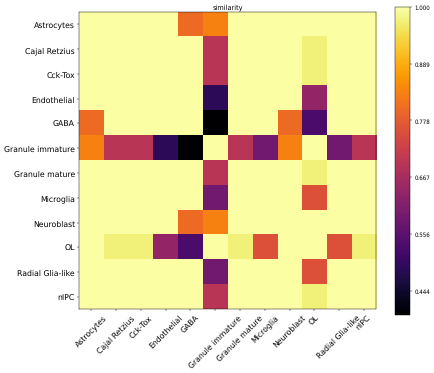 similarity
Astrocytes
Cajal Retzius
Cck-Tox
Endothelial
GABA
Granule immature
Granule mature
Microglia
Neuroblast
OL
Radial Glia-like
nIPC
Astrocytes
Cajal Retzius
Cck-Tox
Endothelial
GABA
Granule immature
Granule mature
Microglia
Neuroblast
OL
Radial Glia-like
nIPC
1.000
0.889
0.778
0.667
0.556
0.444